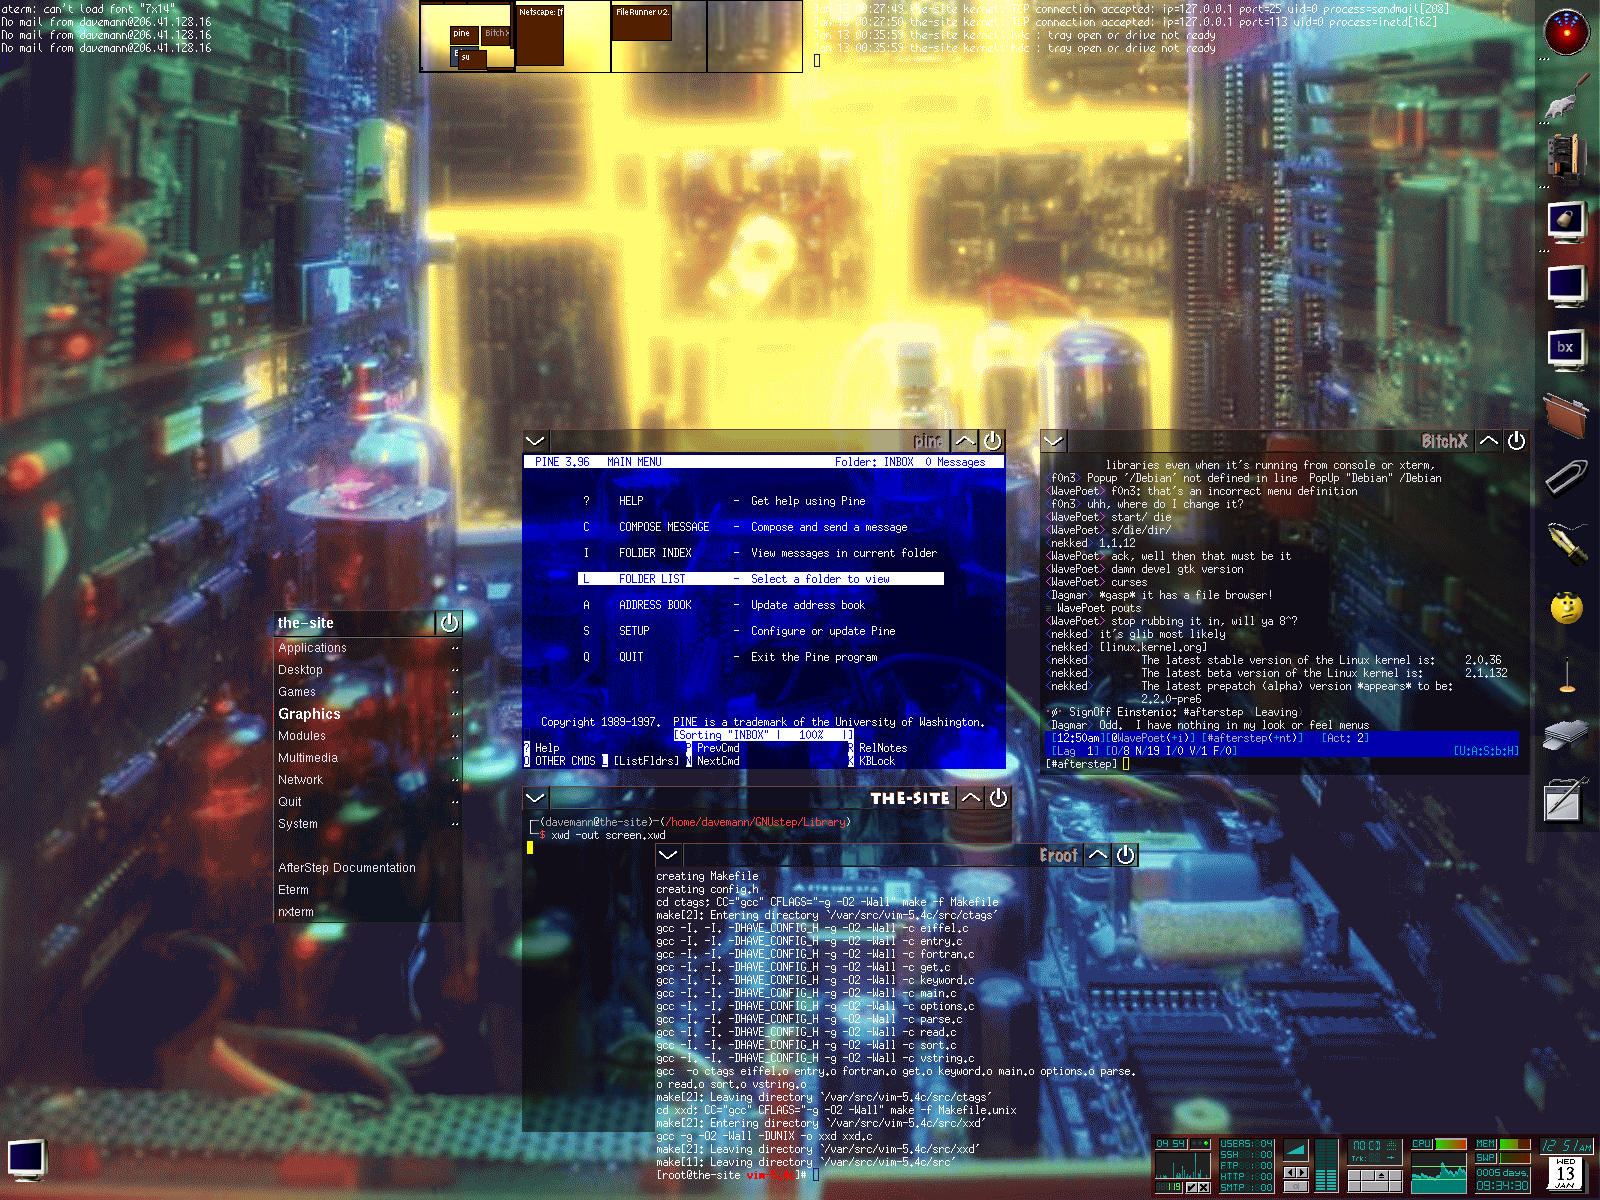 aterm: can't load font "7x14"
No mail from davemann@206.41.128.16
No mail from davemann@206.41.128.16
No mail from davemann@206.41.128.16
pine
BitchX
su
Netscape: [f
FileRunner v2.
Jan 13 00:27:49 the-site kernel: TCP connection accepted: ip=127.0.0.1 port=25 uid=0 process=sendmail[208]
Jan 13 00:27:50 the-site kernel: TCP connection accepted: ip=127.0.0.1 port=113 uid=0 process=inetd[162]
Jan 13 00:35:59 the-site kernel: hdc : tray open or drive not ready
Jan 13 00:35:59 the-site kernel: hdc : tray open or drive not ready
bx
pine
PINE 3.96 MAIN MENU Folder: INBOX 0 Messages
? HELP - Get help using Pine
C COMPOSE MESSAGE - Compose and send a message
I FOLDER INDEX - View messages in current folder
L FOLDER LIST - Select a folder to view
A ADDRESS BOOK - Update address book
S SETUP - Configure or update Pine
Q QUIT - Exit the Pine program
Copyright 1989-1997. PINE is a trademark of the University of Washington.
[Sorting "INBOX" | 100% |]
? Help P PrevCmd R RelNotes
O OTHER CMDS L [ListFldrs] N NextCmd K KBLock
BitchX
libraries even when it's running from console or xterm,
f0n3> Popup '/Debian' not defined in line PopUp "Debian" /Debian
<WavePoet> f0n3: that's an incorrect menu definition
f0n3> uhh, where do I change it?
<WavePoet> start/ die
<WavePoet> s/die/dir/
<nekked> 1.1.12
<WavePoet> ack, well then that must be it
<WavePoet> damn devel gtk version
<WavePoet> curses
<Dagmar> *gasp* it has a file browser!
WavePoet pouts
<WavePoet> stop rubbing it in, will ya 8^?
<nekked> it's glib most likely
<nekked> [linux.kernel.org]
<nekked> The latest stable version of the Linux kernel is: 2.0.36
<nekked> The latest beta version of the Linux kernel is: 2.1.132
<nekked> The latest prepatch (alpha) version *appears* to be:
2.2.0-pre6
SignOff Einstenio: #afterstep (Leaving)
<Dagmar> Odd. I have nothing in my look or feel menus
[12:50am][@WavePoet(+i)] [#afterstep(+nt)] [Act: 2]
[Lag 1] [O/8 N/19 I/0 V/1 F/0] [U:A:S:b:H]
[#afterstep]
the-site
Applications
Desktop
Games
Graphics
Modules
Multimedia
Network
Quit
System
AfterStep Documentation
Eterm
nxterm
THE-SITE
(davemann@the-site)-(/home/davemann/GNUstep/Library)
$ xwd -out screen.xwd
Eroot
creating Makefile
creating config.h
cd ctags; CC="gcc" CFLAGS="-g -O2 -Wall" make -f Makefile
make[2]: Entering directory `/var/src/vim-5.4c/src/ctags'
gcc -I. -I. -DHAVE_CONFIG_H -g -O2 -Wall -c eiffel.c
gcc -I. -I. -DHAVE_CONFIG_H -g -O2 -Wall -c entry.c
gcc -I. -I. -DHAVE_CONFIG_H -g -O2 -Wall -c fortran.c
gcc -I. -I. -DHAVE_CONFIG_H -g -O2 -Wall -c get.c
gcc -I. -I. -DHAVE_CONFIG_H -g -O2 -Wall -c keyword.c
gcc -I. -I. -DHAVE_CONFIG_H -g -O2 -Wall -c main.c
gcc -I. -I. -DHAVE_CONFIG_H -g -O2 -Wall -c options.c
gcc -I. -I. -DHAVE_CONFIG_H -g -O2 -Wall -c parse.c
gcc -I. -I. -DHAVE_CONFIG_H -g -O2 -Wall -c read.c
gcc -I. -I. -DHAVE_CONFIG_H -g -O2 -Wall -c sort.c
gcc -I. -I. -DHAVE_CONFIG_H -g -O2 -Wall -c vstring.c
gcc -o ctags eiffel.o entry.o fortran.o get.o keyword.o main.o options.o parse.
o read.o sort.o vstring.o
make[2]: Leaving directory `/var/src/vim-5.4c/src/ctags'
cd xxd; CC="gcc" CFLAGS="-g -O2 -Wall" make -f Makefile.unix
make[2]: Entering directory `/var/src/vim-5.4c/src/xxd'
gcc -g -O2 -Wall -DUNIX -o xxd xxd.c
make[2]: Leaving directory `/var/src/vim-5.4c/src/xxd'
make[1]: Leaving directory `/var/src/vim-5.4c/src'
[root@the-site vim-5.4c]#
04 54
USERS: 04
SSH : 00
FTP : 00
HTTP : 00
SMTP : 00
Trk:
CPU
MEM
SWP
0005 days,
09:34:30
12 51 AM
WED
13
JAN